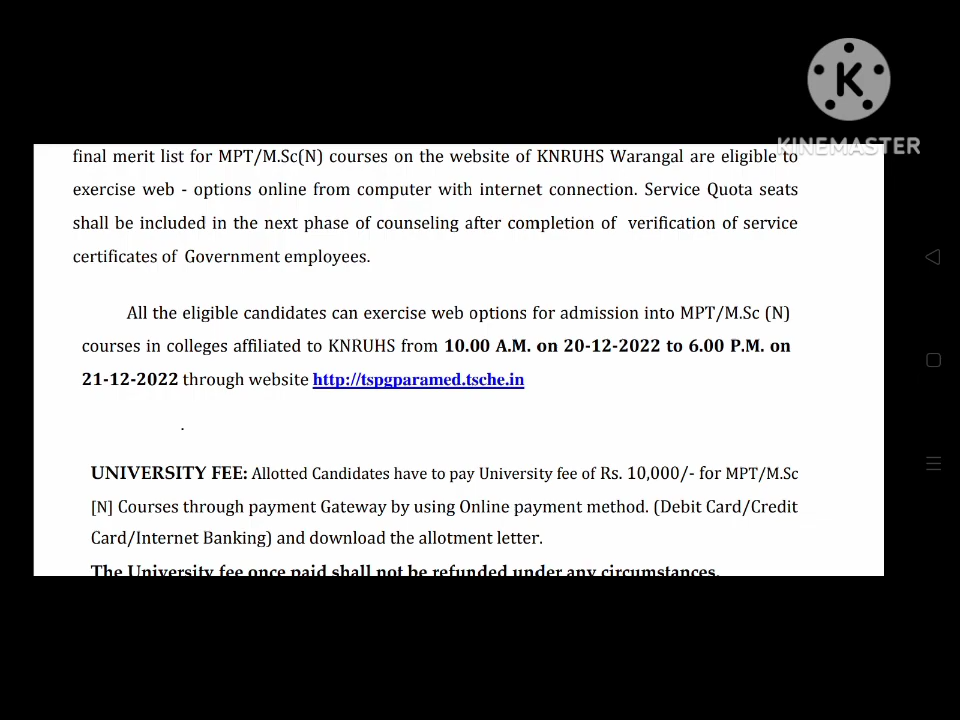 K
KINEMASTER
final merit list for MPT/M.Sc(N) courses on the website of KNRUHS Warangal are eligible to
exercise web - options online from computer with internet connection. Service Quota seats
shall be included in the next phase of counseling after completion of verification of service
certificates of Government employees.
All the eligible candidates can exercise web options for admission into MPT/M.Sc (N)
courses in colleges affiliated to KNRUHS from 10.00 A.M. on 20-12-2022 to 6.00 P.M. on
21-12-2022 through website http://tspgparamed.tsche.in
.
UNIVERSITY FEE: Allotted Candidates have to pay University fee of Rs. 10,000/- for MPT/M.Sc
[N] Courses through payment Gateway by using Online payment method. (Debit Card/Credit
Card/Internet Banking) and download the allotment letter.
The University fee once paid shall not be refunded under any circumstances.